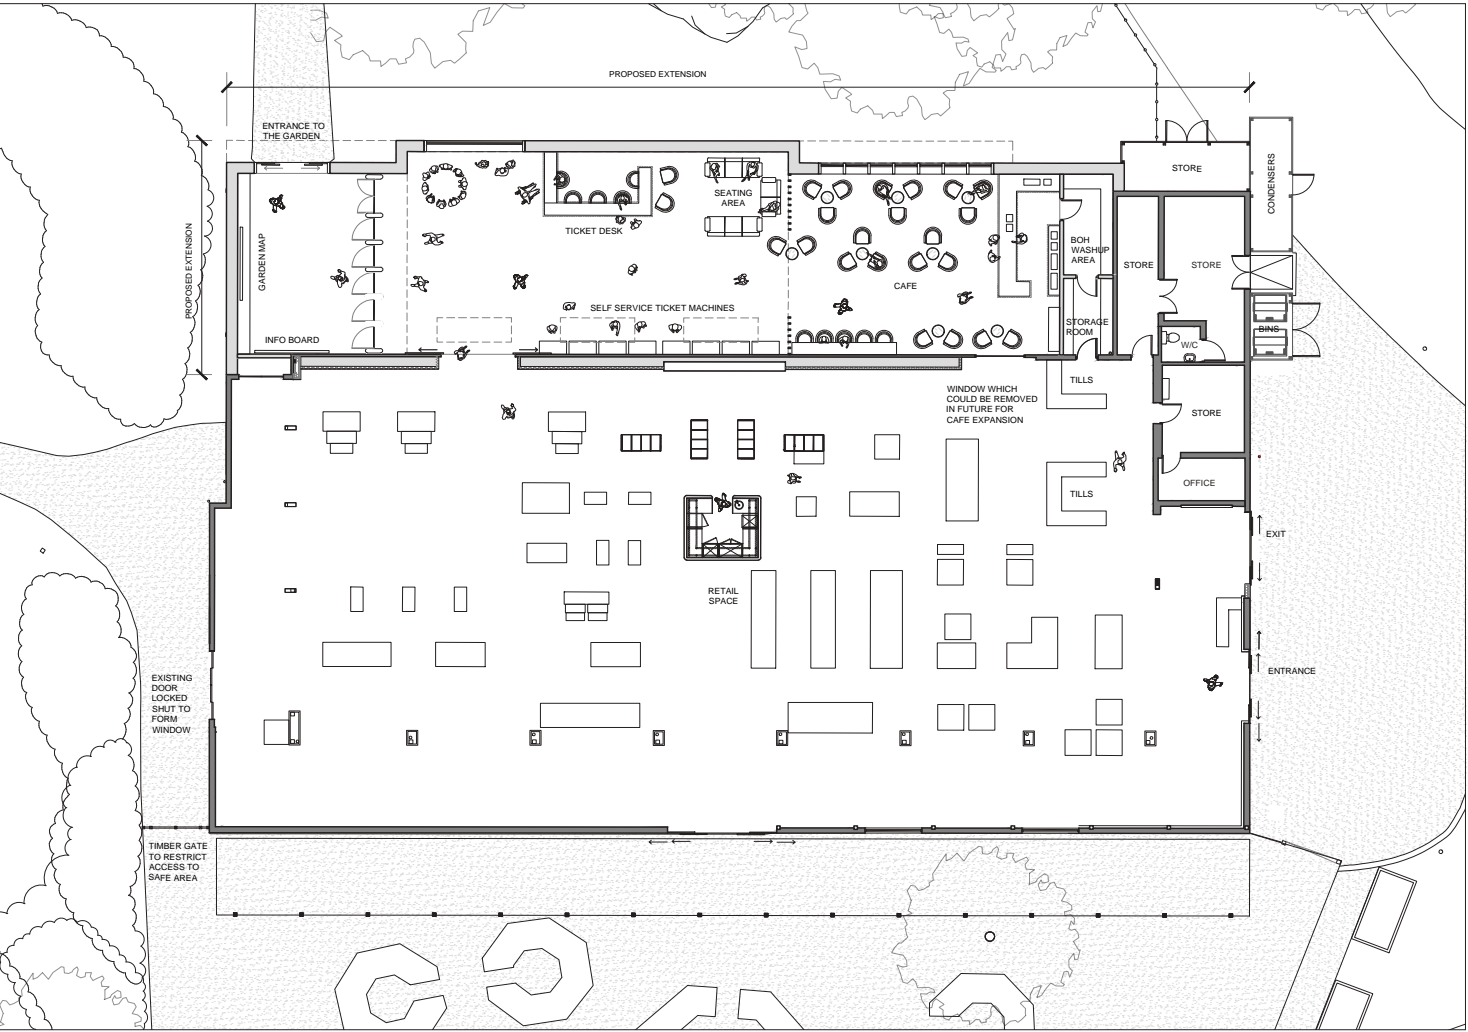 PROPOSED EXTENSION
ENTRANCE TO
THE GARDEN
STORE
CONDENSERS
SEATING
AREA
TICKET DESK
GARDEN MAP
PROPOSED EXTENSION
BOH
WASHUP
AREA
STORE
STORE
CAFE
SELF SERVICE TICKET MACHINES
INFO BOARD
STORAGE
ROOM
W/C
BINS
TILLS
WINDOW WHICH
COULD BE REMOVED
IN FUTURE FOR
CAFE EXPANSION
STORE
OFFICE
TILLS
EXIT
RETAIL
SPACE
ENTRANCE
EXISTING
DOOR
LOCKED
SHUT TO
FORM
WINDOW
TIMBER GATE
TO RESTRICT
ACCESS TO
SAFE AREA